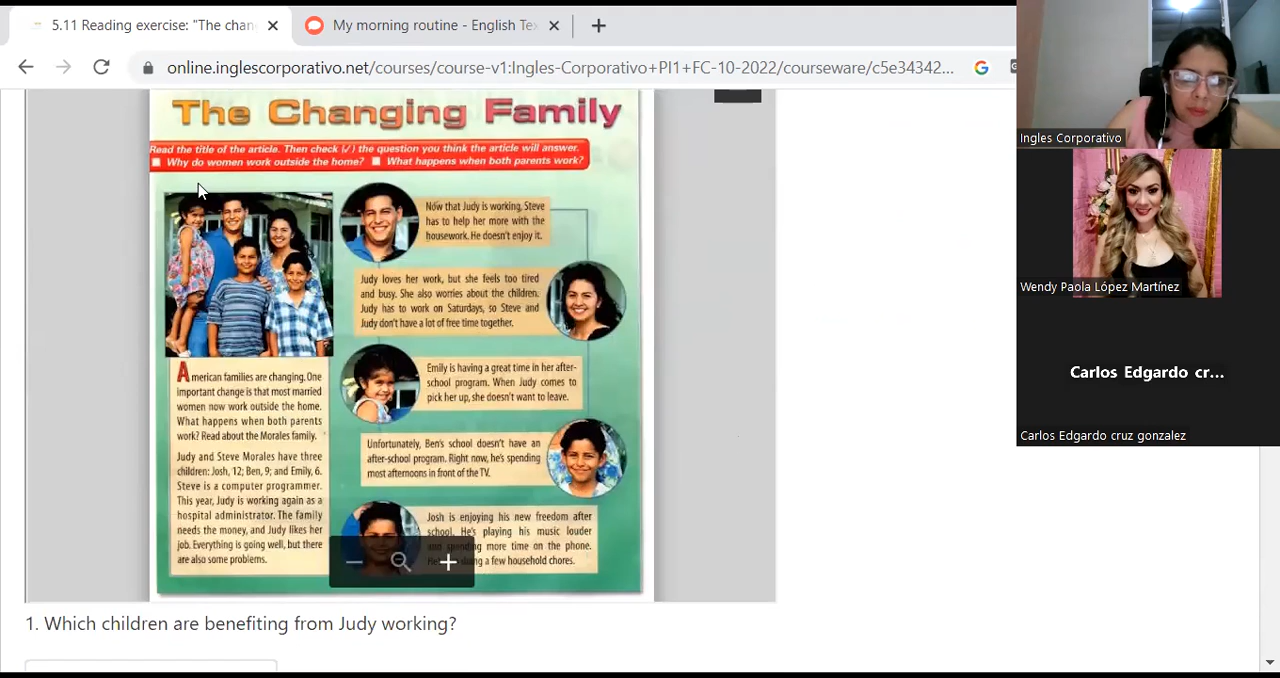 5.11 Reading exercise: "The chan
My morning routine - English Te
online.inglescorporativo.net/courses/course-v1:Ingles-Corporativo+PI1+FC-10-2022/courseware/c5e34342...
The Changing Family
Read the title of the article. Then check (✓) the question you think the article will answer.
Why do women work outside the home? What happens when both parents work?
Now that Judy is working, Steve
has to help her more with the
housework. He doesn't enjoy it.
Judy loves her work, but she feels too tired
and busy. She also worries about the children.
Judy has to work on Saturdays, so Steve and
Judy don't have a lot of free time together.
American families are changing. One
important change is that most married
women now work outside the home.
What happens when both parents
work? Read about the Morales family.
Judy and Steve Morales have three
children: Josh, 12; Ben, 9; and Emily, 6.
Steve is a computer programmer.
This year, Judy is working again as a
hospital administrator. The family
needs the money, and Judy likes her
job. Everything is going well, but there
are also some problems.
Emily is having a great time in her after-
school program. When Judy comes to
pick her up, she doesn't want to leave.
Unfortunately, Ben's school doesn't have an
after-school program. Right now, he's spending
most afternoons in front of the TV.
Josh is enjoying his new freedom after
school. He's playing his music louder
and spending more time on the phone.
a few household chores.
1. Which children are benefiting from Judy working?
Ingles Corporativo
Wendy Paola López Martínez
Carlos Edgardo cr...
Carlos Edgardo cruz gonzalez